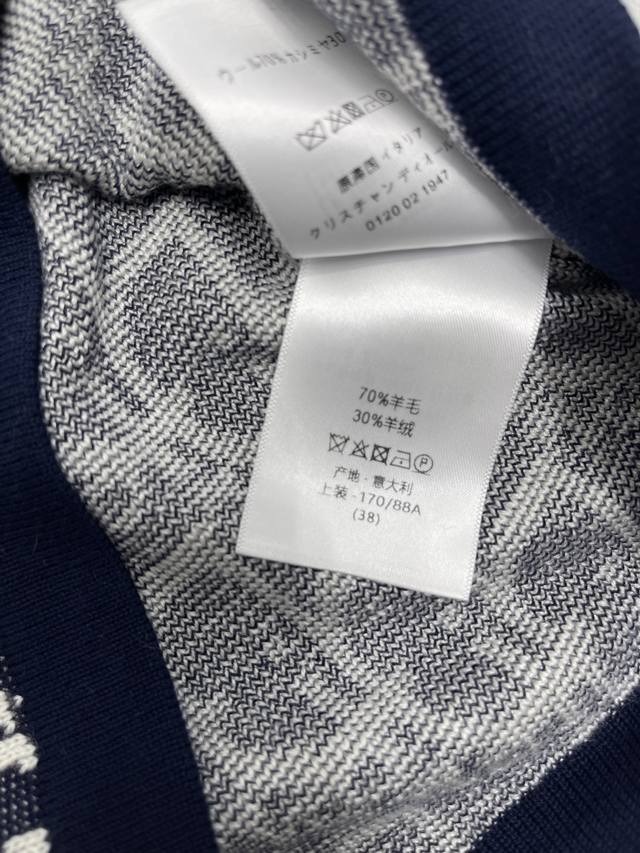 ウール70%カシミヤ30
原産国 イタリア
クリスチャン ディオール
0120 02 1947
70%羊毛
30%羊绒
产地·意大利
上装 -170/88A
(38)